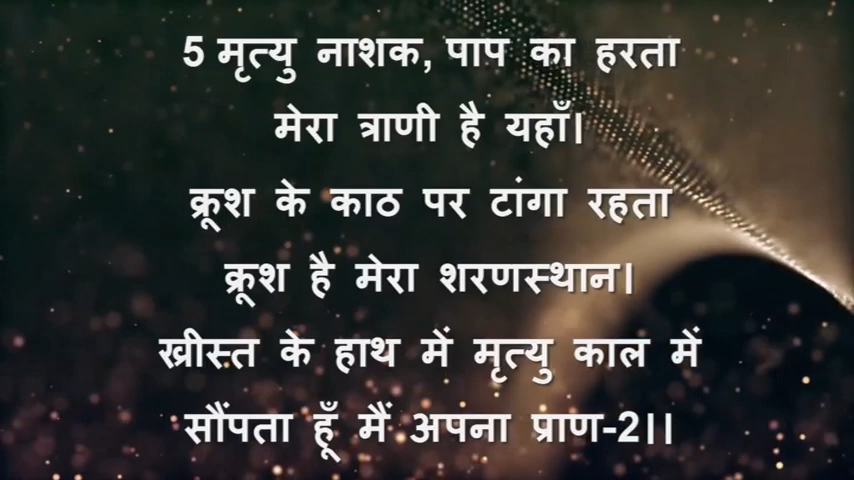 5 मृत्यु नाशक, पाप का हरता
मेरा त्राणी है यहाँ।
क्रूश के काठ पर टांगा रहता
क्रूश है मेरा शरणस्थान।
ख्रीस्त के हाथ में मृत्यु काल में
सौंपता हूँ मैं अपना प्राण-2।।